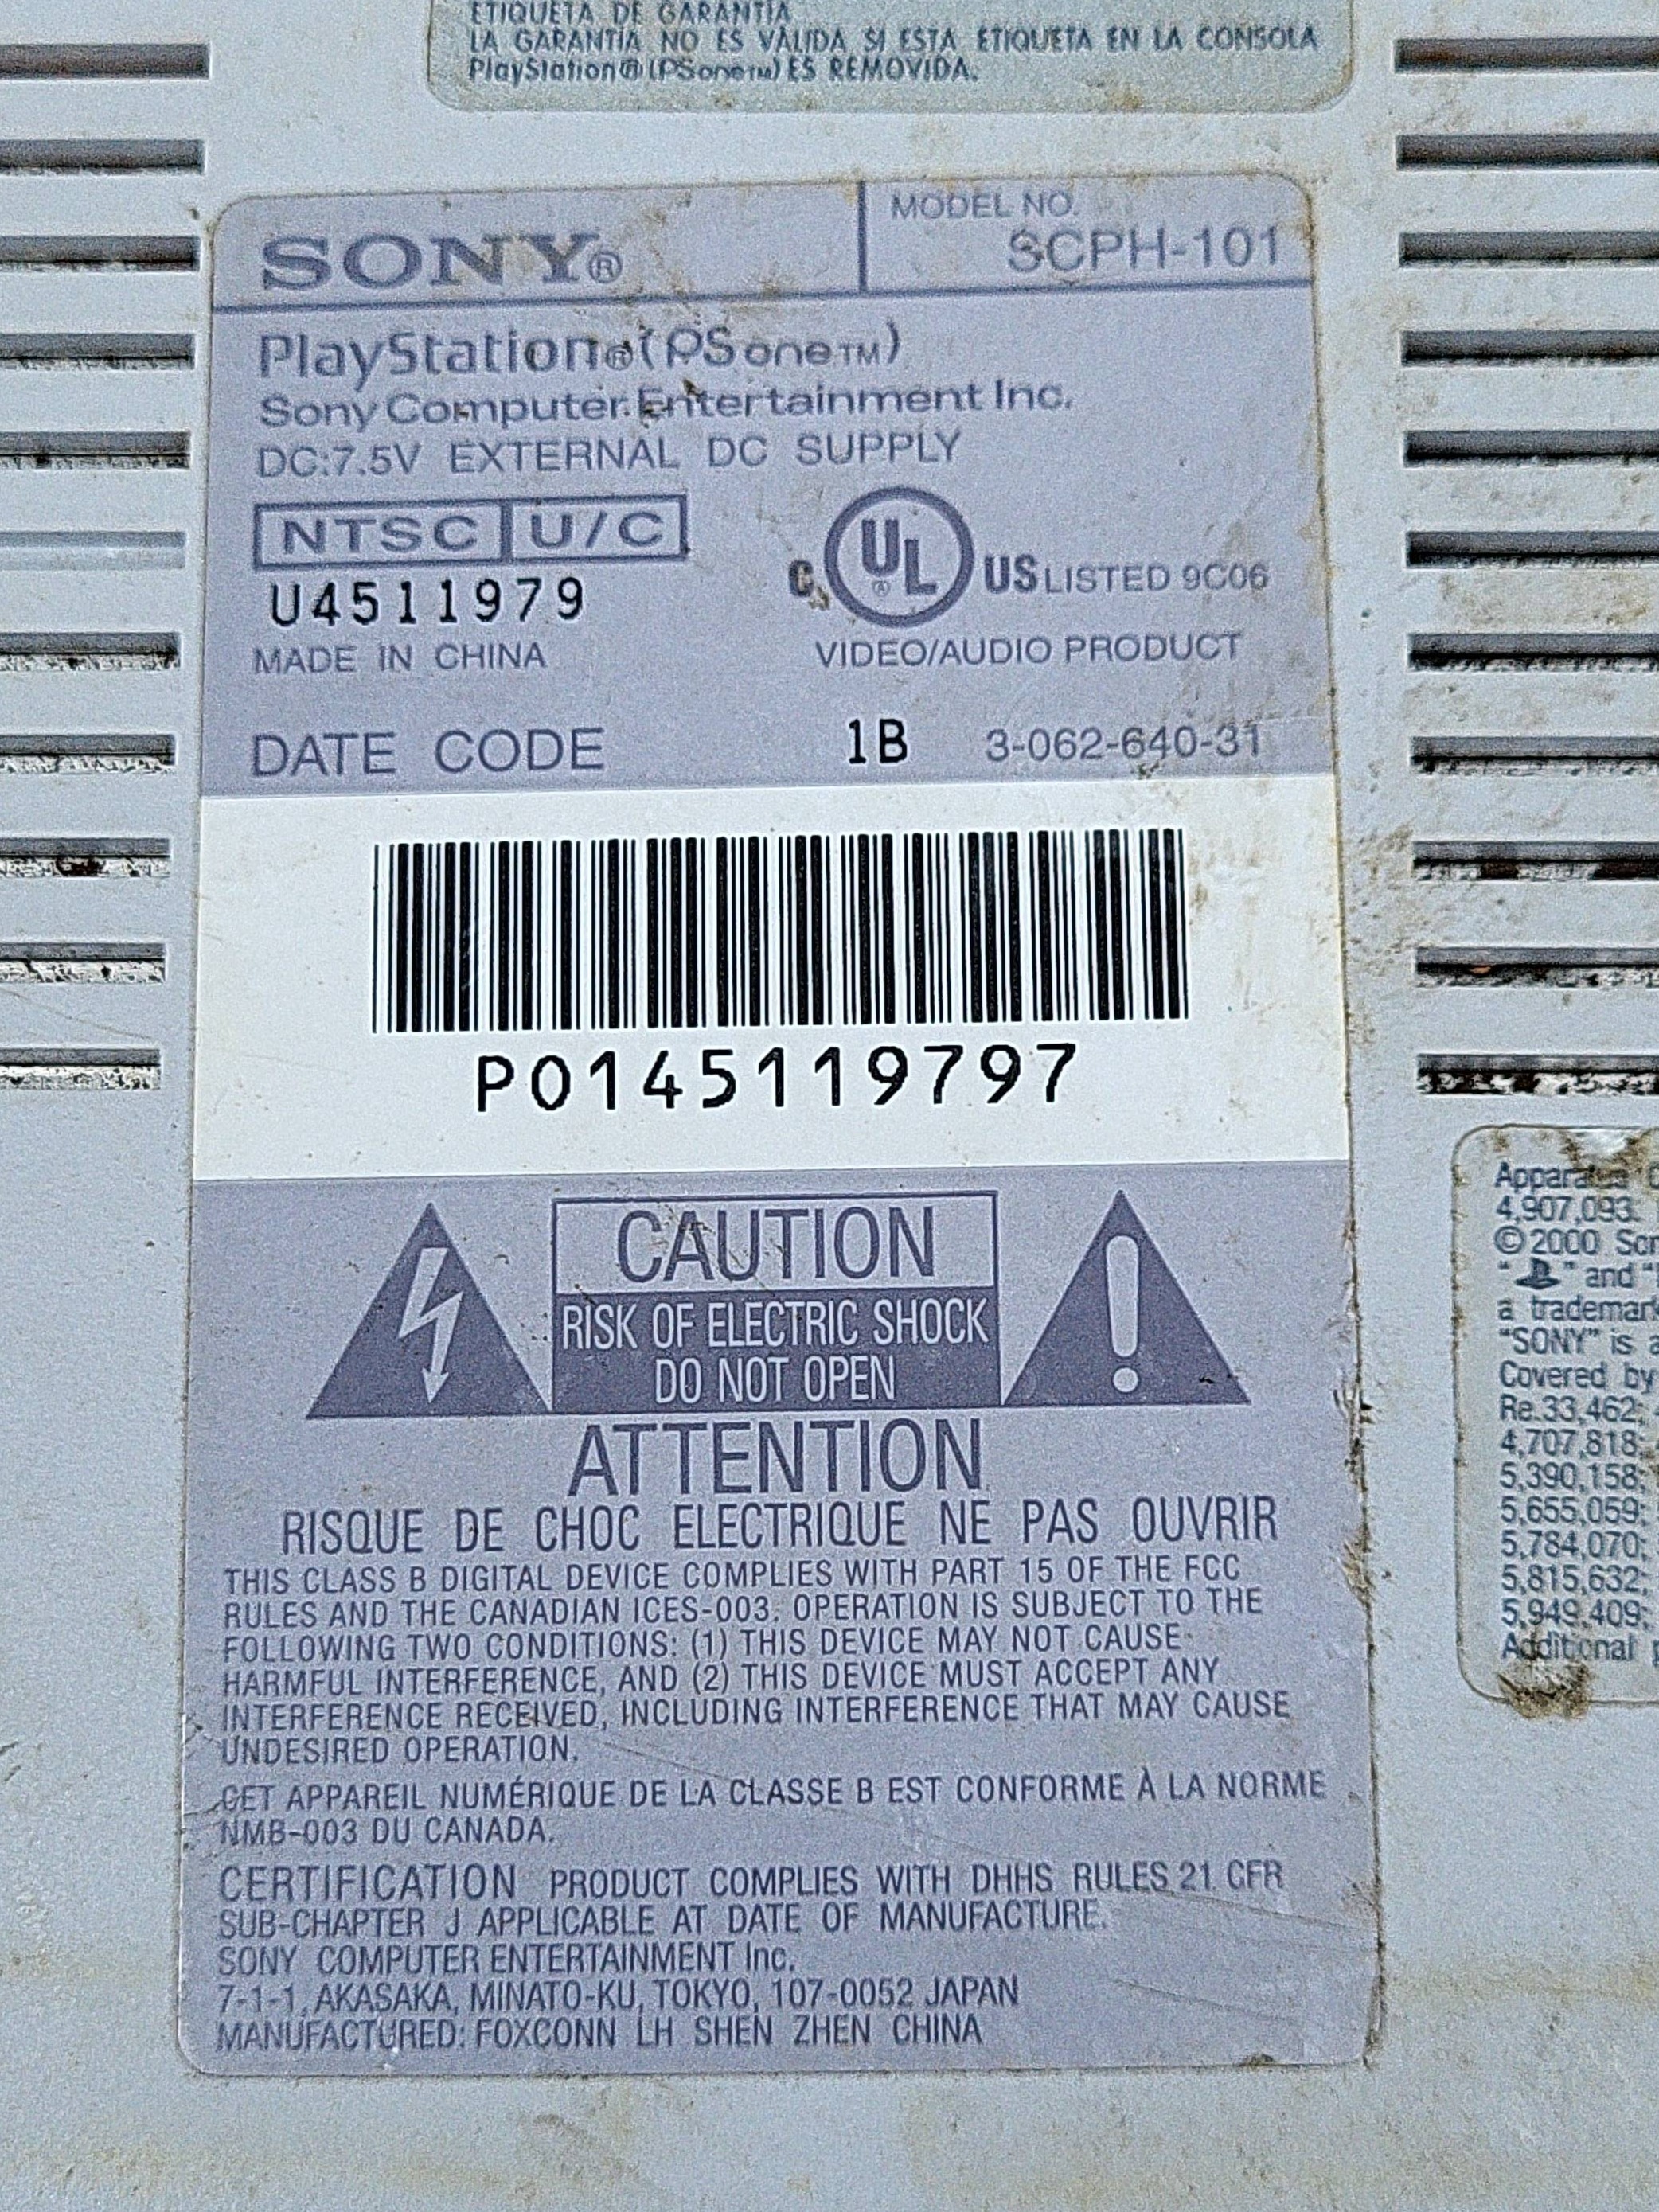 ETIQUETA DE GARANTIA
LA GARANTIA NO ES VALIDA SI ESTA ETIQUETA EN LA CONSOLA
PlayStation®(PSone™) ES REMOVIDA.
SONY®
MODEL NO.
SCPH-101
PlayStation®(PSone™)
Sony Computer Entertainment Inc.
DC:7.5V EXTERNAL DC SUPPLY
NTSC U/C
U4511979
MADE IN CHINA
C UL® US LISTED 9C06
VIDEO/AUDIO PRODUCT
DATE CODE 1B 3-062-640-31
P0145119797
CAUTION
RISK OF ELECTRIC SHOCK
DO NOT OPEN
ATTENTION
RISQUE DE CHOC ELECTRIQUE NE PAS OUVRIR
THIS CLASS B DIGITAL DEVICE COMPLIES WITH PART 15 OF THE FCC
RULES AND THE CANADIAN ICES-003. OPERATION IS SUBJECT TO THE
FOLLOWING TWO CONDITIONS: (1) THIS DEVICE MAY NOT CAUSE
HARMFUL INTERFERENCE, AND (2) THIS DEVICE MUST ACCEPT ANY
INTERFERENCE RECEIVED, INCLUDING INTERFERENCE THAT MAY CAUSE
UNDESIRED OPERATION.
CET APPAREIL NUMÉRIQUE DE LA CLASSE B EST CONFORME À LA NORME
NMB-003 DU CANADA.
CERTIFICATION PRODUCT COMPLIES WITH DHHS RULES 21 CFR
SUB-CHAPTER J APPLICABLE AT DATE OF MANUFACTURE.
SONY COMPUTER ENTERTAINMENT Inc.
7-1-1, AKASAKA, MINATO-KU, TOKYO, 107-0052 JAPAN
MANUFACTURED: FOXCONN LH SHEN ZHEN CHINA
Apparatus
4,907,093.
©2000
" " and "
a
"SONY" is
Covered by
Re.33,462;
4,707,818;
5,390,158;
5,655,059;
5,784,070;
5,815,632;
5,949,409;
Additional